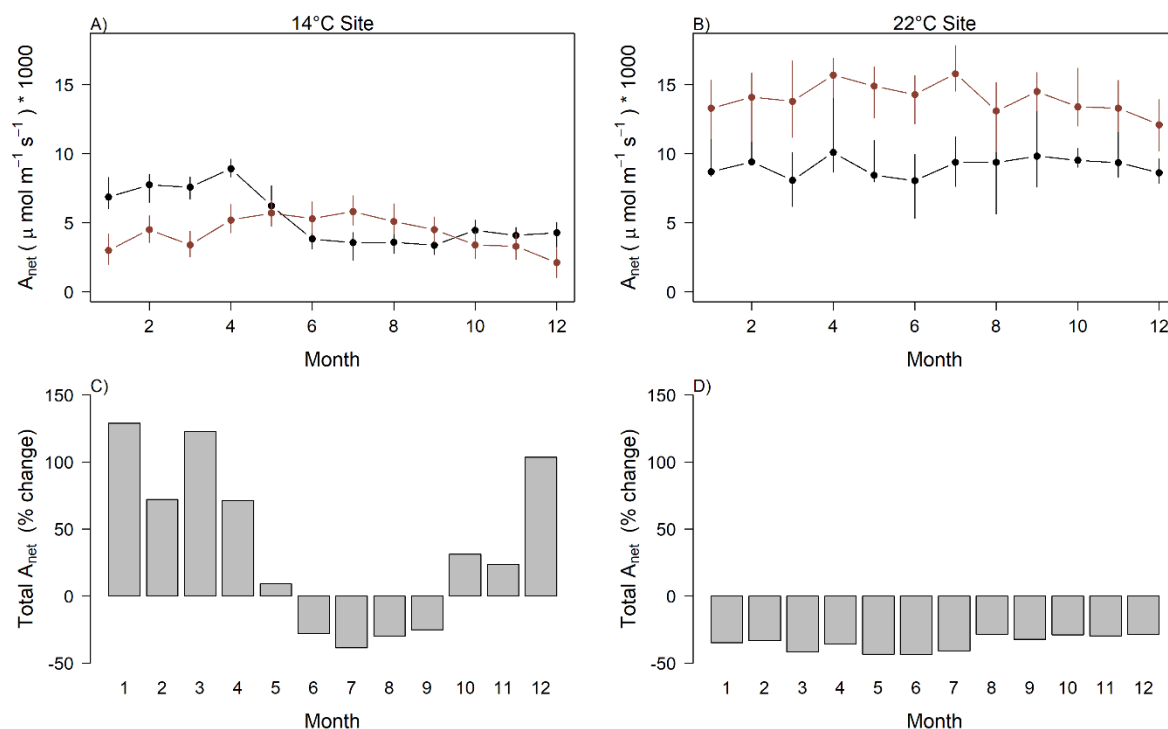 A) 14°C Site
A_net ( μ mol m⁻¹ s⁻¹ ) * 1000
15
10
5
0
2 4 6 8 10 12
Month
B) 22°C Site
A_net ( μ mol m⁻¹ s⁻¹ ) * 1000
15
10
5
0
2 4 6 8 10 12
Month
C)
Total A_net (% change)
150
100
50
0
-50
1 2 3 4 5 6 7 8 9 10 11 12
Month
D)
Total A_net (% change)
150
100
50
0
-50
1 2 3 4 5 6 7 8 9 10 11 12
Month